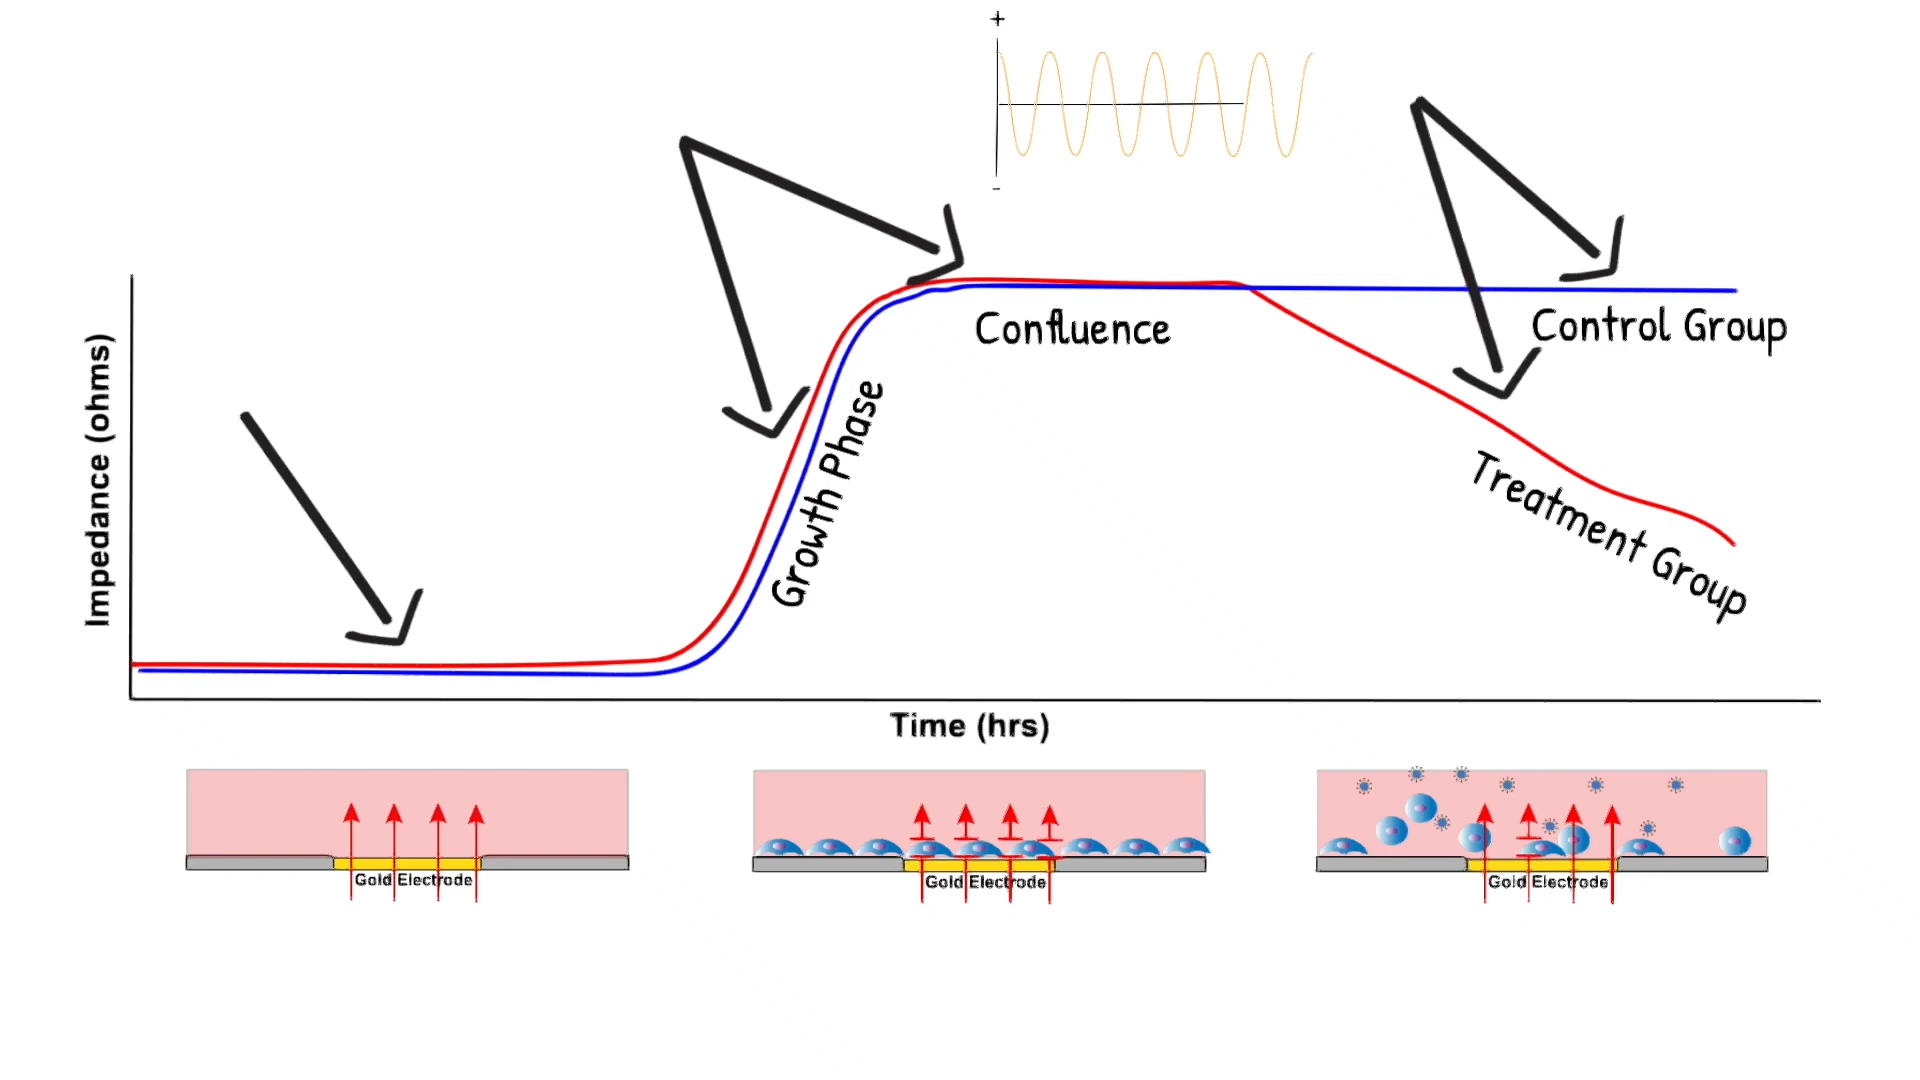 +
-
Impedance (ohms)
Growth Phase
Confluence
Control Group
Treatment Group
Time (hrs)
Gold Electrode
Gold Electrode
Gold Electrode